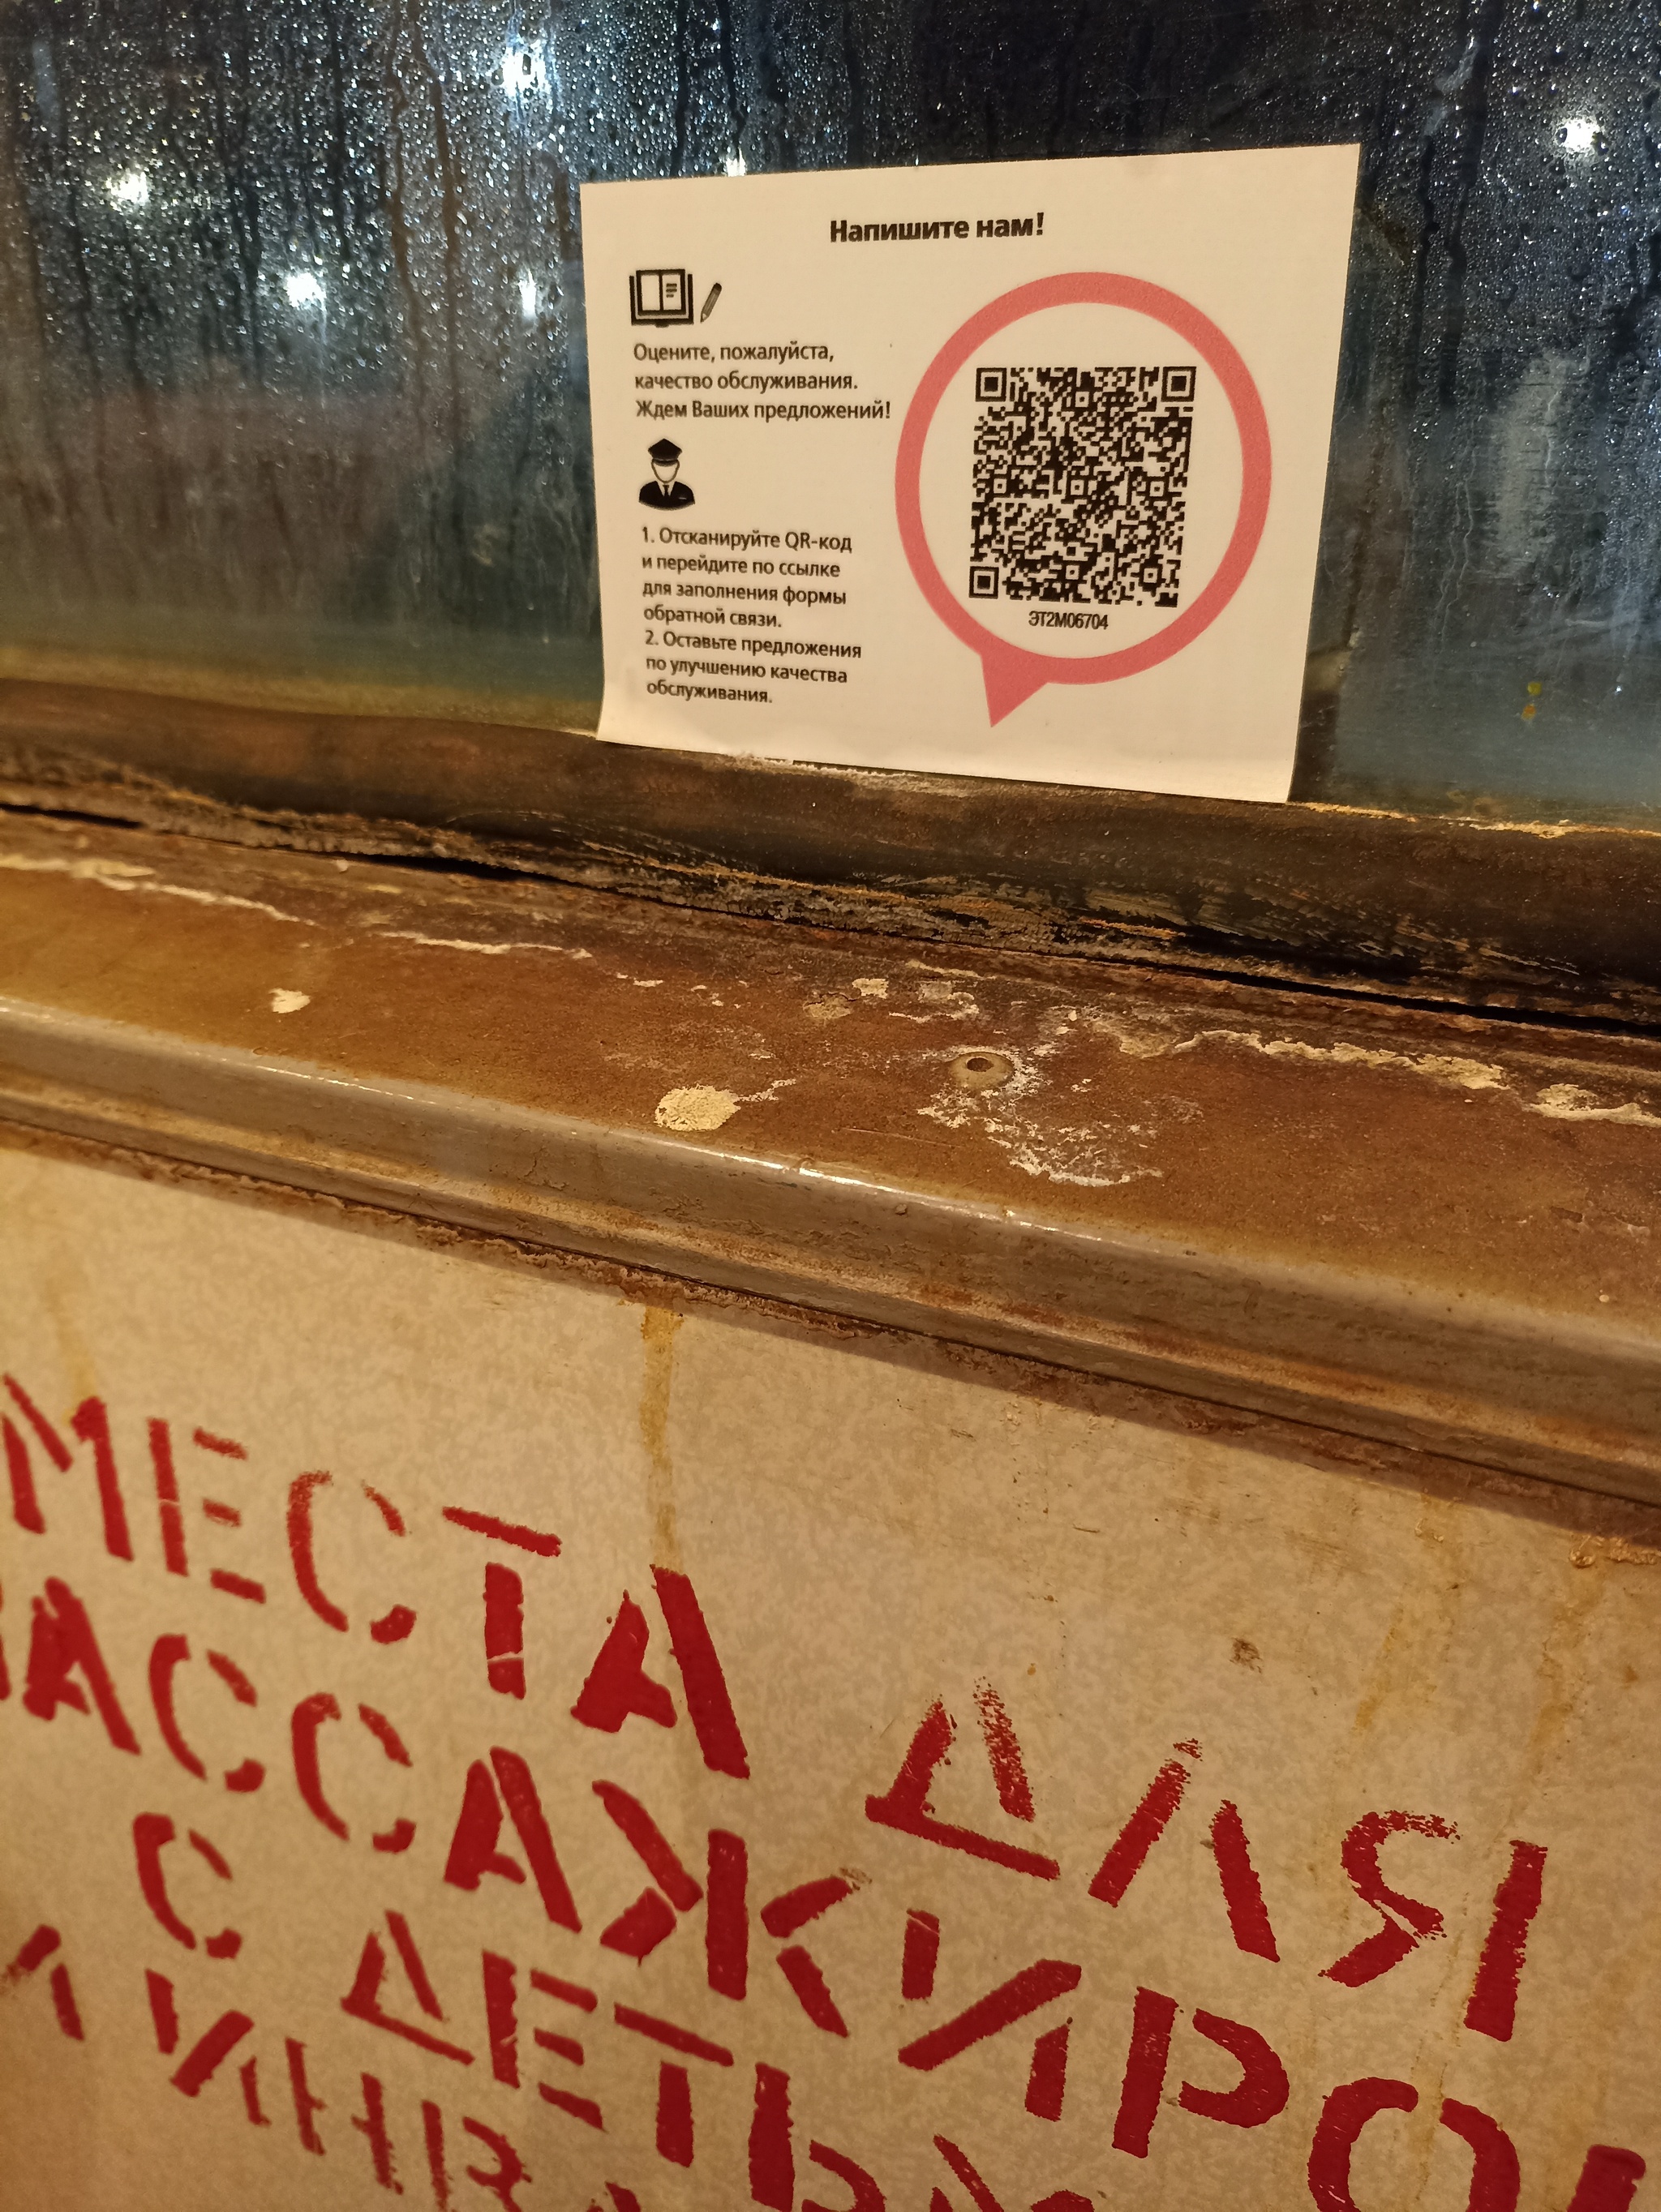 Напишите нам!
Оцените, пожалуйста,
качество обслуживания.
Ждем Ваших предложений!
1. Отсканируйте QR-код
и перейдите по ссылке
для заполнения формы
обратной связи.
2. Оставьте предложения
по улучшению качества
обслуживания.
ЭТ2М06704
МЕСТА ДЛЯ
С ДЕТЬМИ